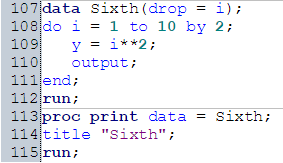 107 data Sixth(drop = i);
108 do i = 1 to 10 by 2;
109     y = i**2;
110     output;
111 end;
112 run;
113 proc print data = Sixth;
114 title "Sixth";
115 run;